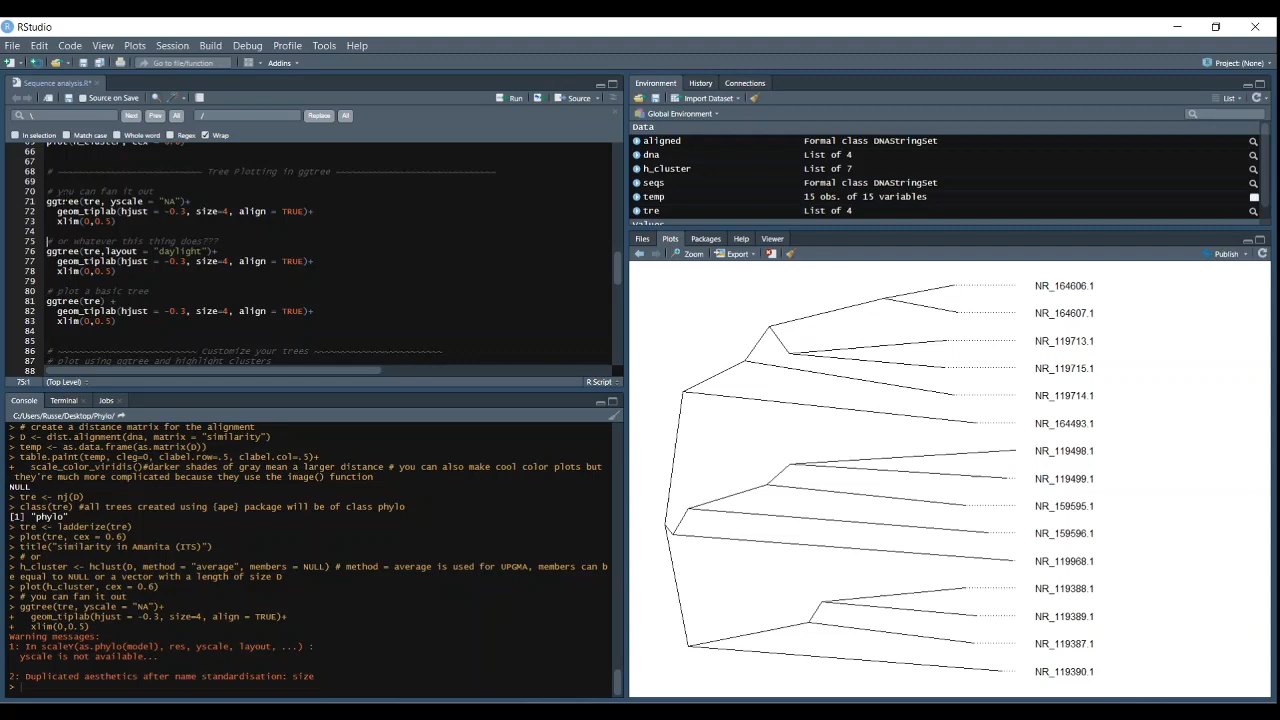 RStudio
File Edit Code View Plots Session Build Debug Profile Tools Help
Go to file/function Addins Project: (None)
Sequence analysis.R*
Source on Save Run Source
\ Next Prev All / Replace All
In selection Match case Whole word Regex Wrap
65 plot(h_cluster, cex = 0.6)
66
67
68 # ~~~~~~~~~~~~~~~~~~~~~~~~~~ Tree Plotting in ggtree ~~~~~~~~~~~~~~~~~~~~~~~~~~~~~~
69
70 # you can fan it out
71 ggtree(tre, yscale = "NA")+
72   geom_tiplab(hjust = -0.3, size=4, align = TRUE)+
73   xlim(0,0.5)
74
75 # or whatever this thing does???
76 ggtree(tre,layout = "daylight")+
77   geom_tiplab(hjust = -0.3, size=4, align = TRUE)+
78   xlim(0,0.5)
79
80 # plot a basic tree
81 ggtree(tre) +
82   geom_tiplab(hjust = -0.3, size=4, align = TRUE)+
83   xlim(0,0.5)
84
85
86 # ~~~~~~~~~~~~~~~~~~~~~~~~~ Customize your trees ~~~~~~~~~~~~~~~~~~~~~~~
87 # plot using ggtree and highlight clusters
88
75:1 (Top Level) R Script
Console Terminal Jobs
C:/Users/Russe/Desktop/Phylo/
> # create a distance matrix for the alignment
> D <- dist.alignment(dna, matrix = "similarity")
> temp <- as.data.frame(as.matrix(D))
> table.paint(temp, cleg=0, clabel.row=.5, clabel.col=.5)+
+   scale_color_viridis()#darker shades of gray mean a larger distance # you can also make cool color plots but
they're much more complicated because they use the image() function
NULL
> tre <- nj(D)
> class(tre) #all trees created using {ape} package will be of class phylo
[1] "phylo"
> tre <- ladderize(tre)
> plot(tre, cex = 0.6)
> title("similarity in Amanita (ITS)")
> # or
> h_cluster <- hclust(D, method = "average", members = NULL) # method = average is used for UPGMA, members can b
e equal to NULL or a vector with a length of size D
> plot(h_cluster, cex = 0.6)
> # you can fan it out
> ggtree(tre, yscale = "NA")+
+   geom_tiplab(hjust = -0.3, size=4, align = TRUE)+
+   xlim(0,0.5)
Warning messages:
1: In scaleY(as.phylo(model), res, yscale, layout, ...) :
  yscale is not available...

2: Duplicated aesthetics after name standardisation: size
>
Environment History Connections
Import Dataset List
Global Environment
Data
aligned Formal class DNAStringSet
dna List of 4
h_cluster List of 7
seqs Formal class DNAStringSet
temp 15 obs. of 15 variables
tre List of 4
Values
Files Plots Packages Help Viewer
Zoom Export Publish
NR_164606.1
NR_164607.1
NR_119713.1
NR_119715.1
NR_119714.1
NR_164493.1
NR_119498.1
NR_119499.1
NR_159595.1
NR_159596.1
NR_119968.1
NR_119388.1
NR_119389.1
NR_119387.1
NR_119390.1